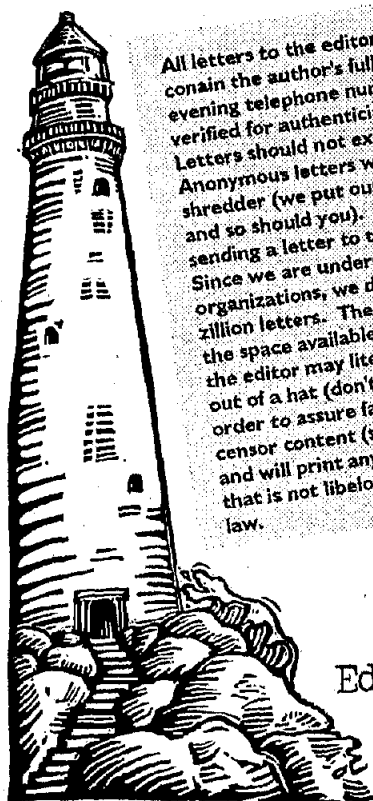 All letters to the editor
conain the author's full
evening telephone nu
verified for authentici
Letters should not ex
Anonymous letters w
shredder (we put ou
and so should you).
sending a letter to t
Since we are under
organizations, we d
zillion letters. The
the space available
the editor may lite
out of a hat (don't
order to assure fa
censor content (s
and will print any
that is not libelo
law.
Ed